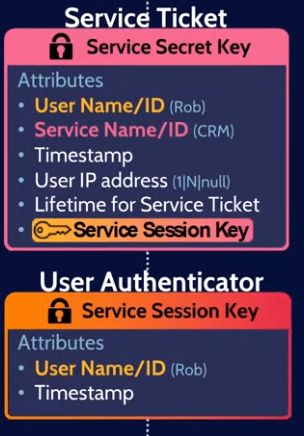 Service Ticket
Service Secret Key
Attributes
• User Name/ID (Rob)
• Service Name/ID (CRM)
• Timestamp
• User IP address (1|N|null)
• Lifetime for Service Ticket
• Service Session Key
User Authenticator
Service Session Key
Attributes
• User Name/ID (Rob)
• Timestamp